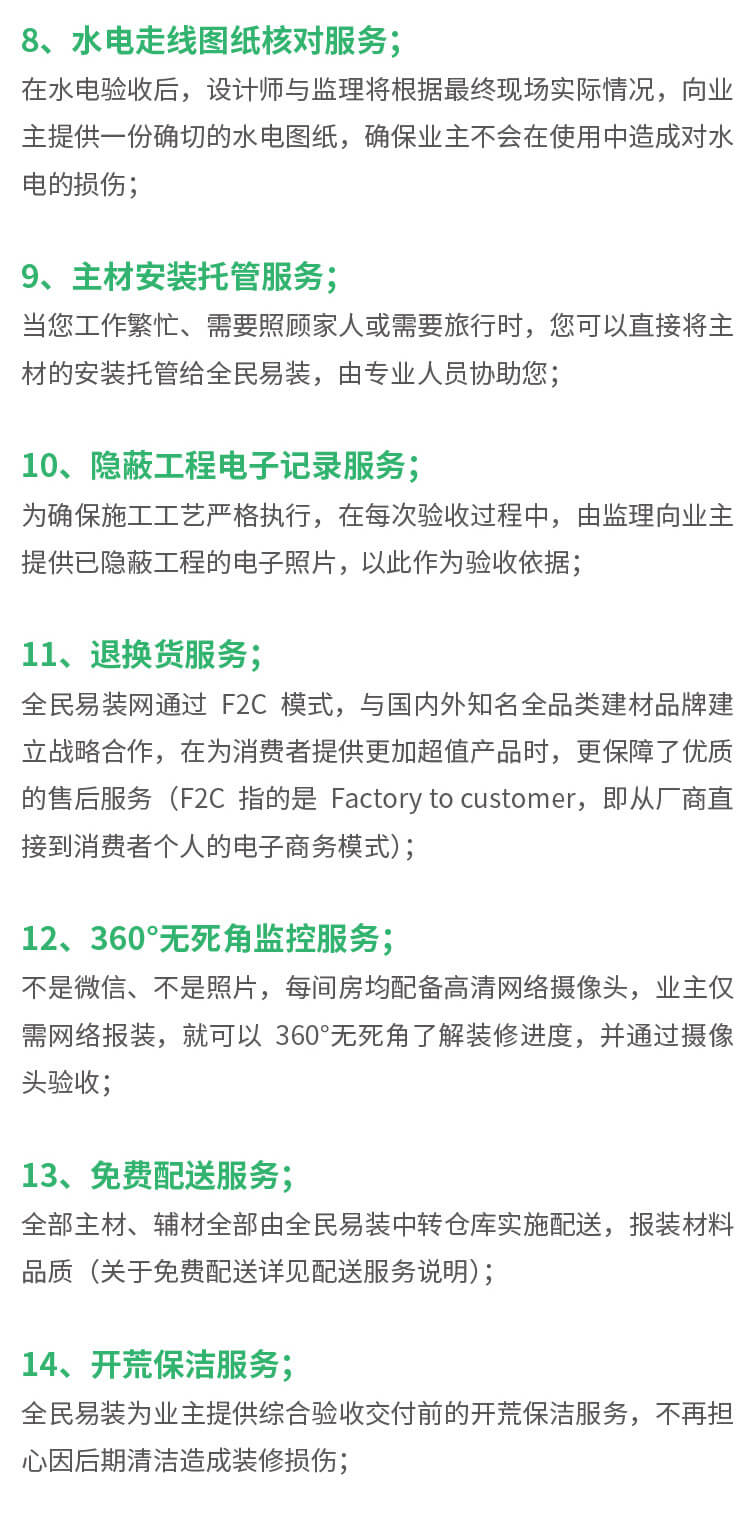 8、水电走线图纸核对服务；
在水电验收后，设计师与监理将根据最终现场实际情况，向业
主提供一份确切的水电图纸，确保业主不会在使用中造成对水
电的损伤；
9、主材安装托管服务；
当您工作繁忙、需要照顾家人或需要旅行时，您可以直接将主
材的安装托管给全民易装，由专业人员协助您；
10、隐蔽工程电子记录服务；
为确保施工工艺严格执行，在每次验收过程中，由监理向业主
提供已隐蔽工程的电子照片，以此作为验收依据；
11、退换货服务；
全民易装网通过 F2C 模式，与国内外知名全品类建材品牌建
立战略合作，在为消费者提供更加超值产品时，更保障了优质
的售后服务（F2C 指的是 Factory to customer，即从厂商直
接到消费者个人的电子商务模式）；
12、360°无死角监控服务；
不是微信、不是照片，每间房均配备高清网络摄像头，业主仅
需网络报装，就可以 360°无死角了解装修进度，并通过摄像
头验收；
13、免费配送服务；
全部主材、辅材全部由全民易装中转仓库实施配送，报装材料
品质（关于免费配送详见配送服务说明）；
14、开荒保洁服务；
全民易装为业主提供综合验收交付前的开荒保洁服务，不再担
心因后期清洁造成装修损伤；